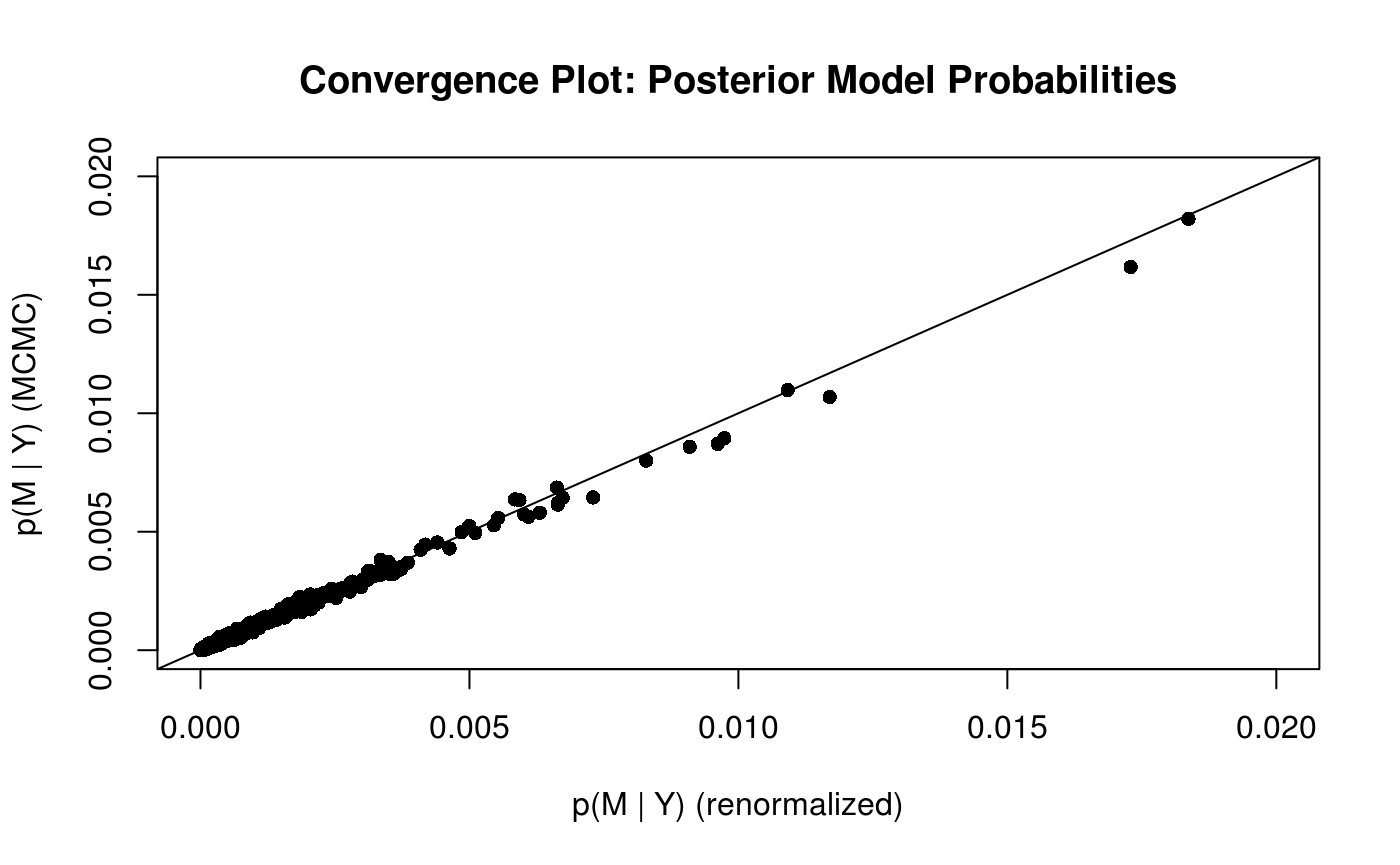 Convergence Plot: Posterior Model Probabilities
p(M | Y) (MCMC)
0.020
0.015
0.010
0.005
0.000
0.000 0.005 0.010 0.015 0.020
p(M | Y) (renormalized)